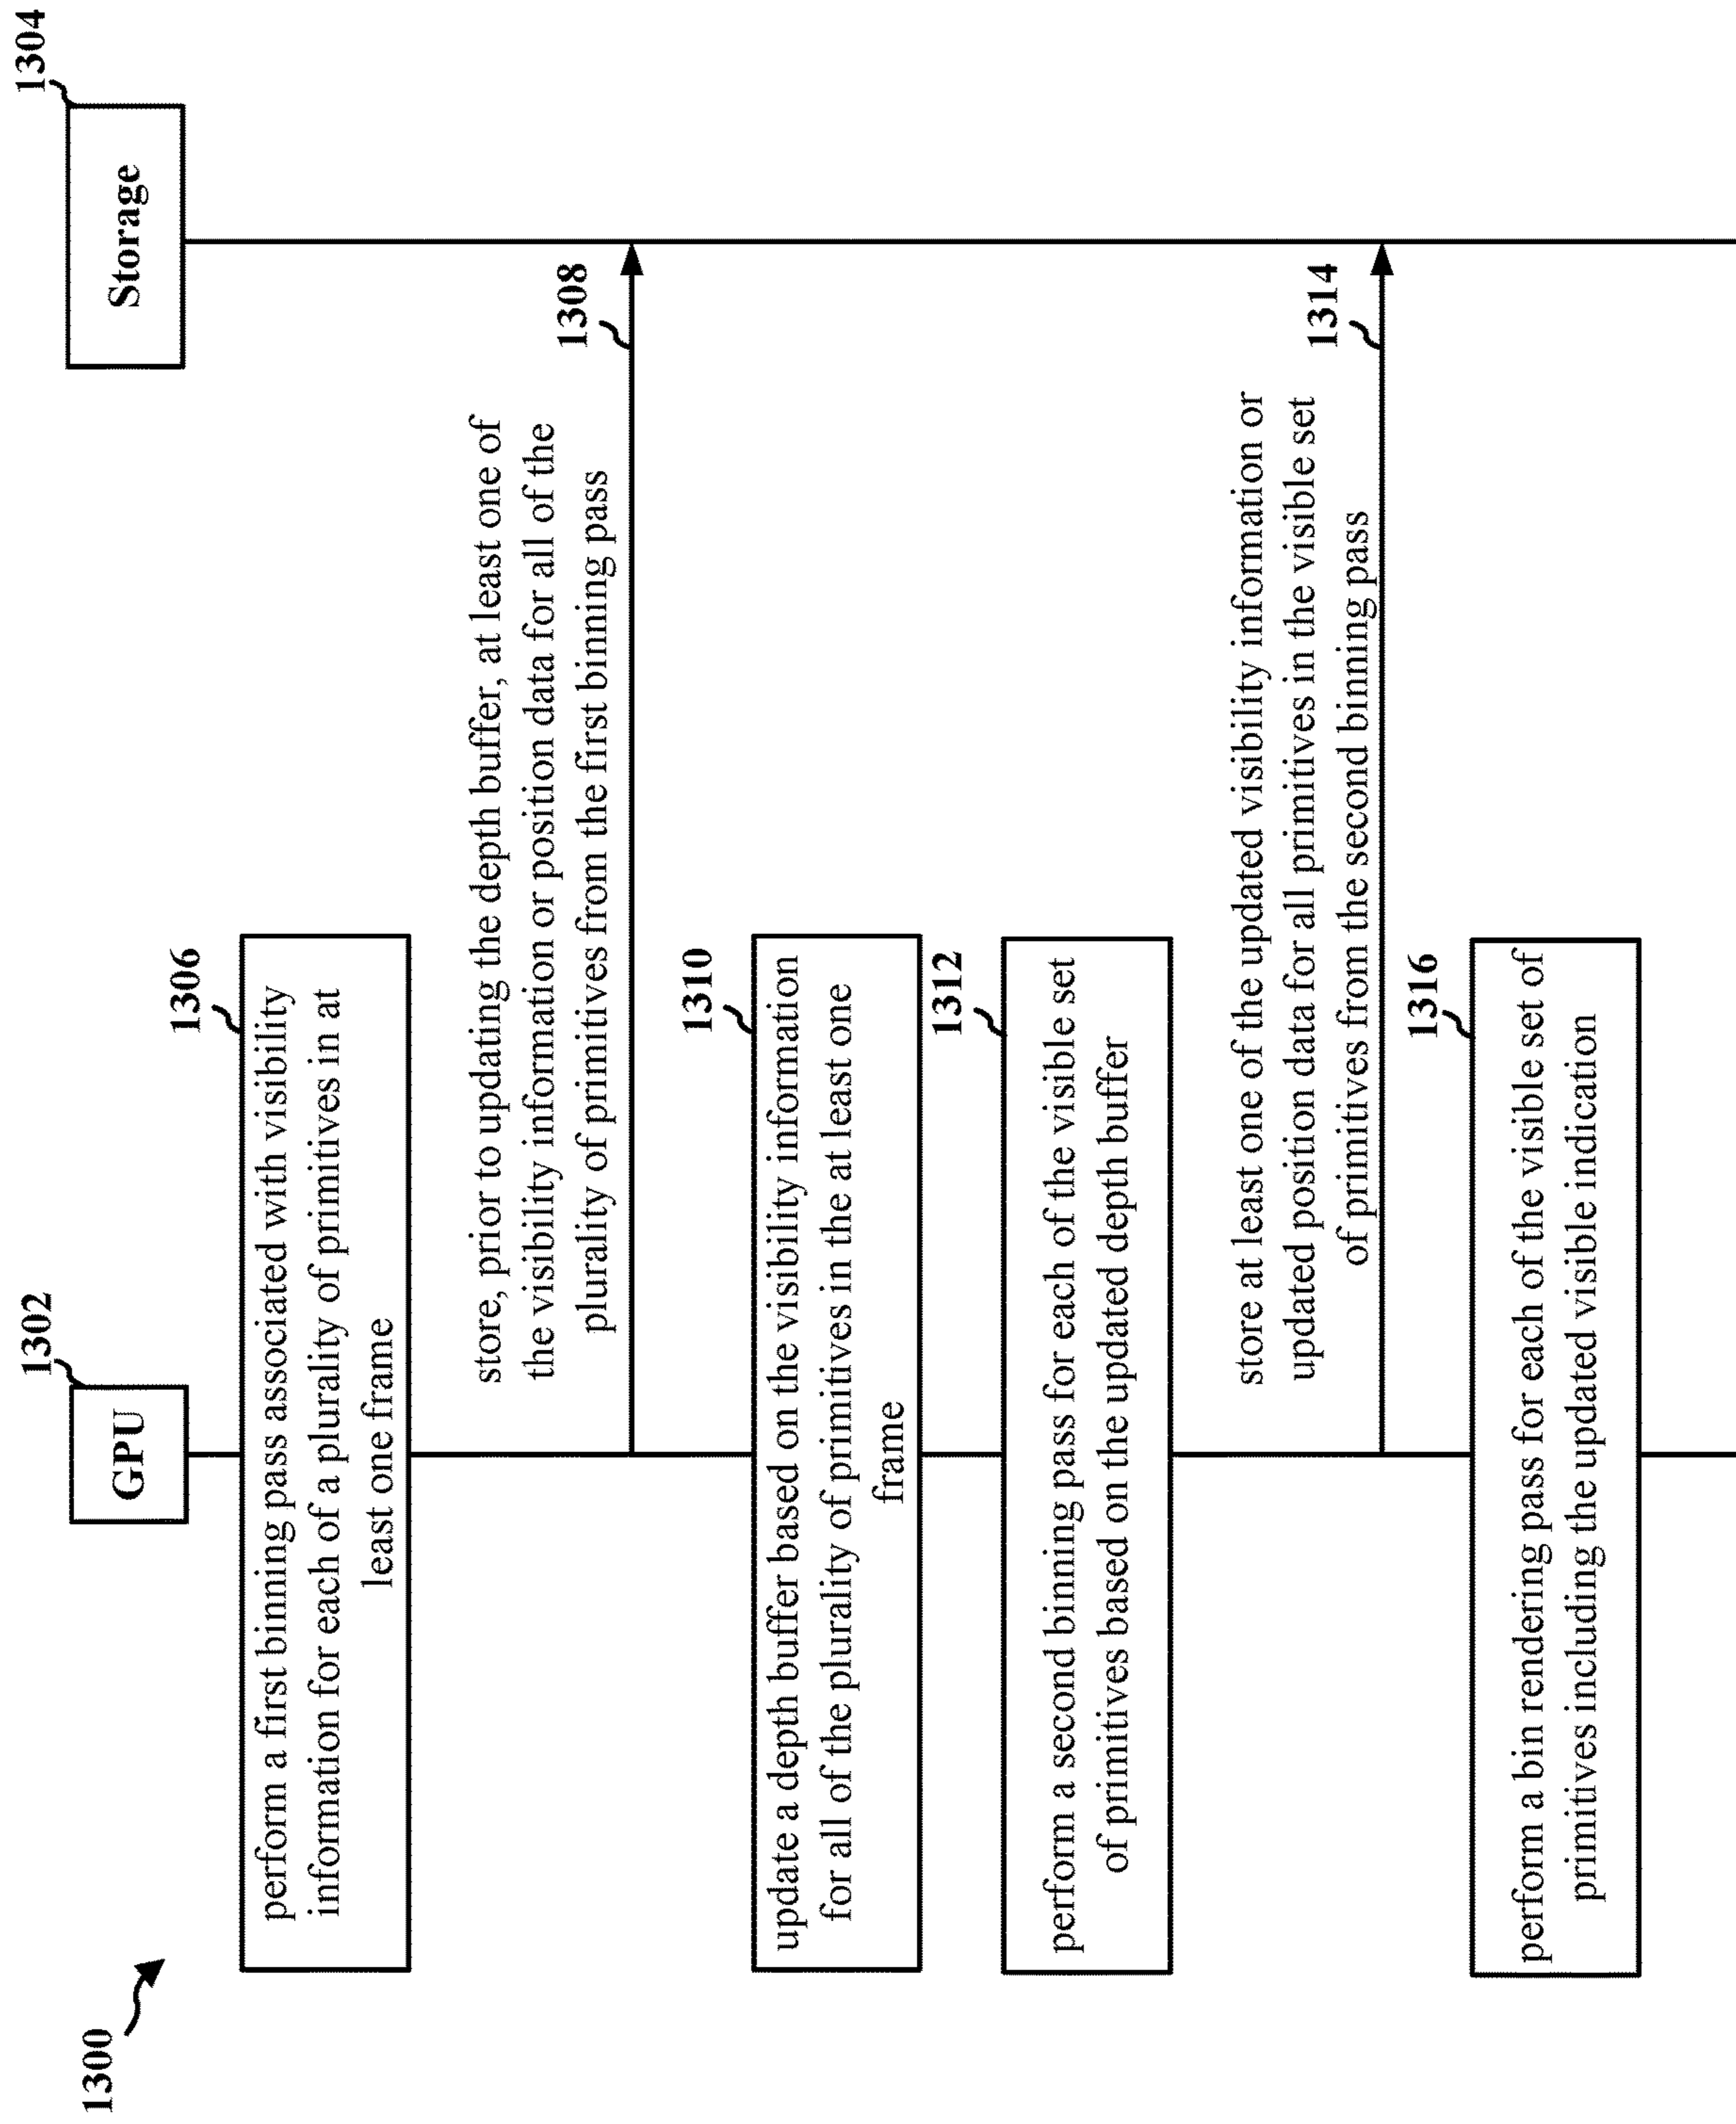 1300
1302
GPU
1304
Storage
1306
perform a first binning pass associated with visibility
information for each of a plurality of primitives in at
least one frame
store, prior to updating the depth buffer, at least one of
the visibility information or position data for all of the
plurality of primitives from the first binning pass
1308
1310
update a depth buffer based on the visibility information
for all of the plurality of primitives in the at least one
frame
1312
perform a second binning pass for each of the visible set
of primitives based on the updated depth buffer
store at least one of the updated visibility information or
updated position data for all primitives in the visible set
of primitives from the second binning pass
1314
1316
perform a bin rendering pass for each of the visible set of
primitives including the updated visible indication